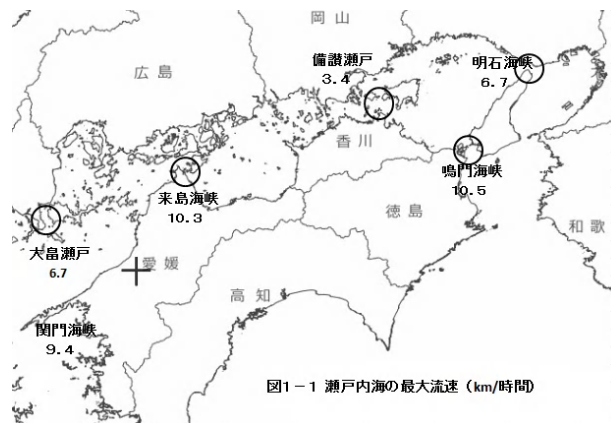 岡山
備讃瀬戸
3.4
明石海峡
6.7
広島
香川
鳴門海峡
10.5
来島海峡
10.3
徳島
和歌
大畠瀬戸
6.7
愛媛
高知
関門海峡
9.4
図1-1 瀬戸内海の最大流速(km/時間)